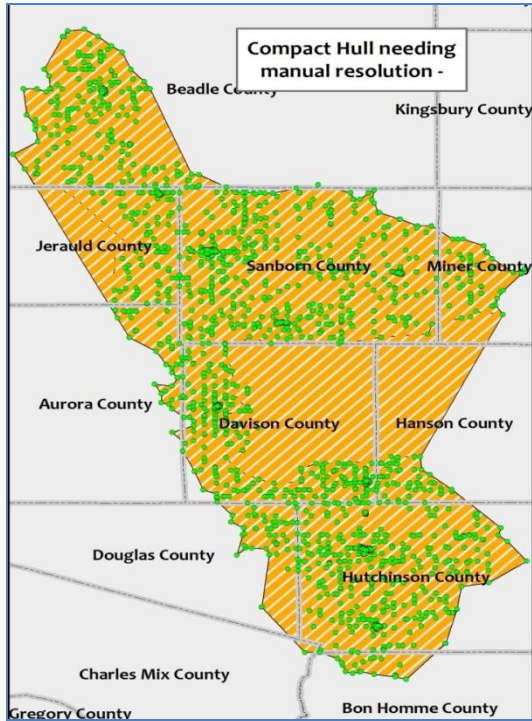 Compact Hull needing
manual resolution -
Beadle County
Kingsbury County
Jerauld County
Sanborn County
Miner County
Aurora County
Davison County
Hanson County
Douglas County
Hutchinson County
Charles Mix County
Gregory County
Bon Homme County